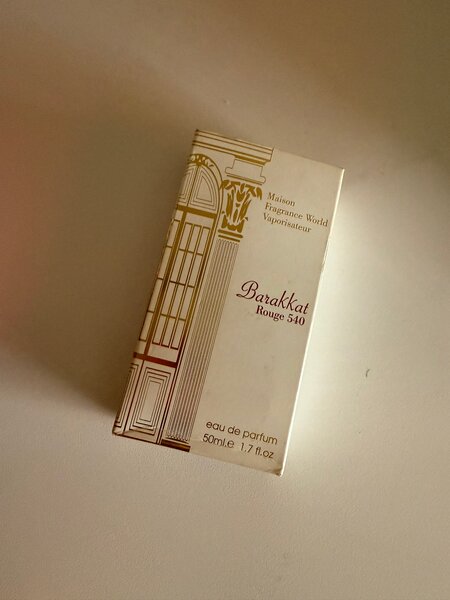 Maison
Fragrance World
Vaporisateur
Barakkat
Rouge 540
eau de parfum
50ml.e 1.7 fl.oz